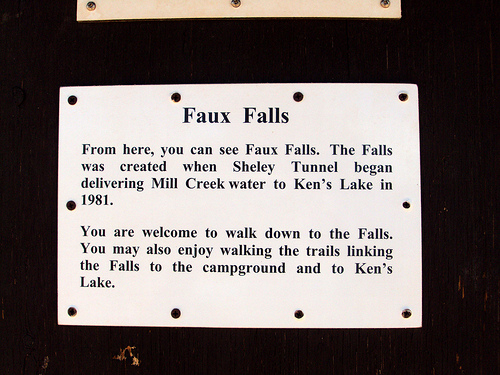 Faux Falls
From here, you can see Faux Falls. The Falls
was created when Sheley Tunnel began
delivering Mill Creek water to Ken's Lake in
1981.
You are welcome to walk down to the Falls.
You may also enjoy walking the trails linking
the Falls to the campground and to Ken's
Lake.